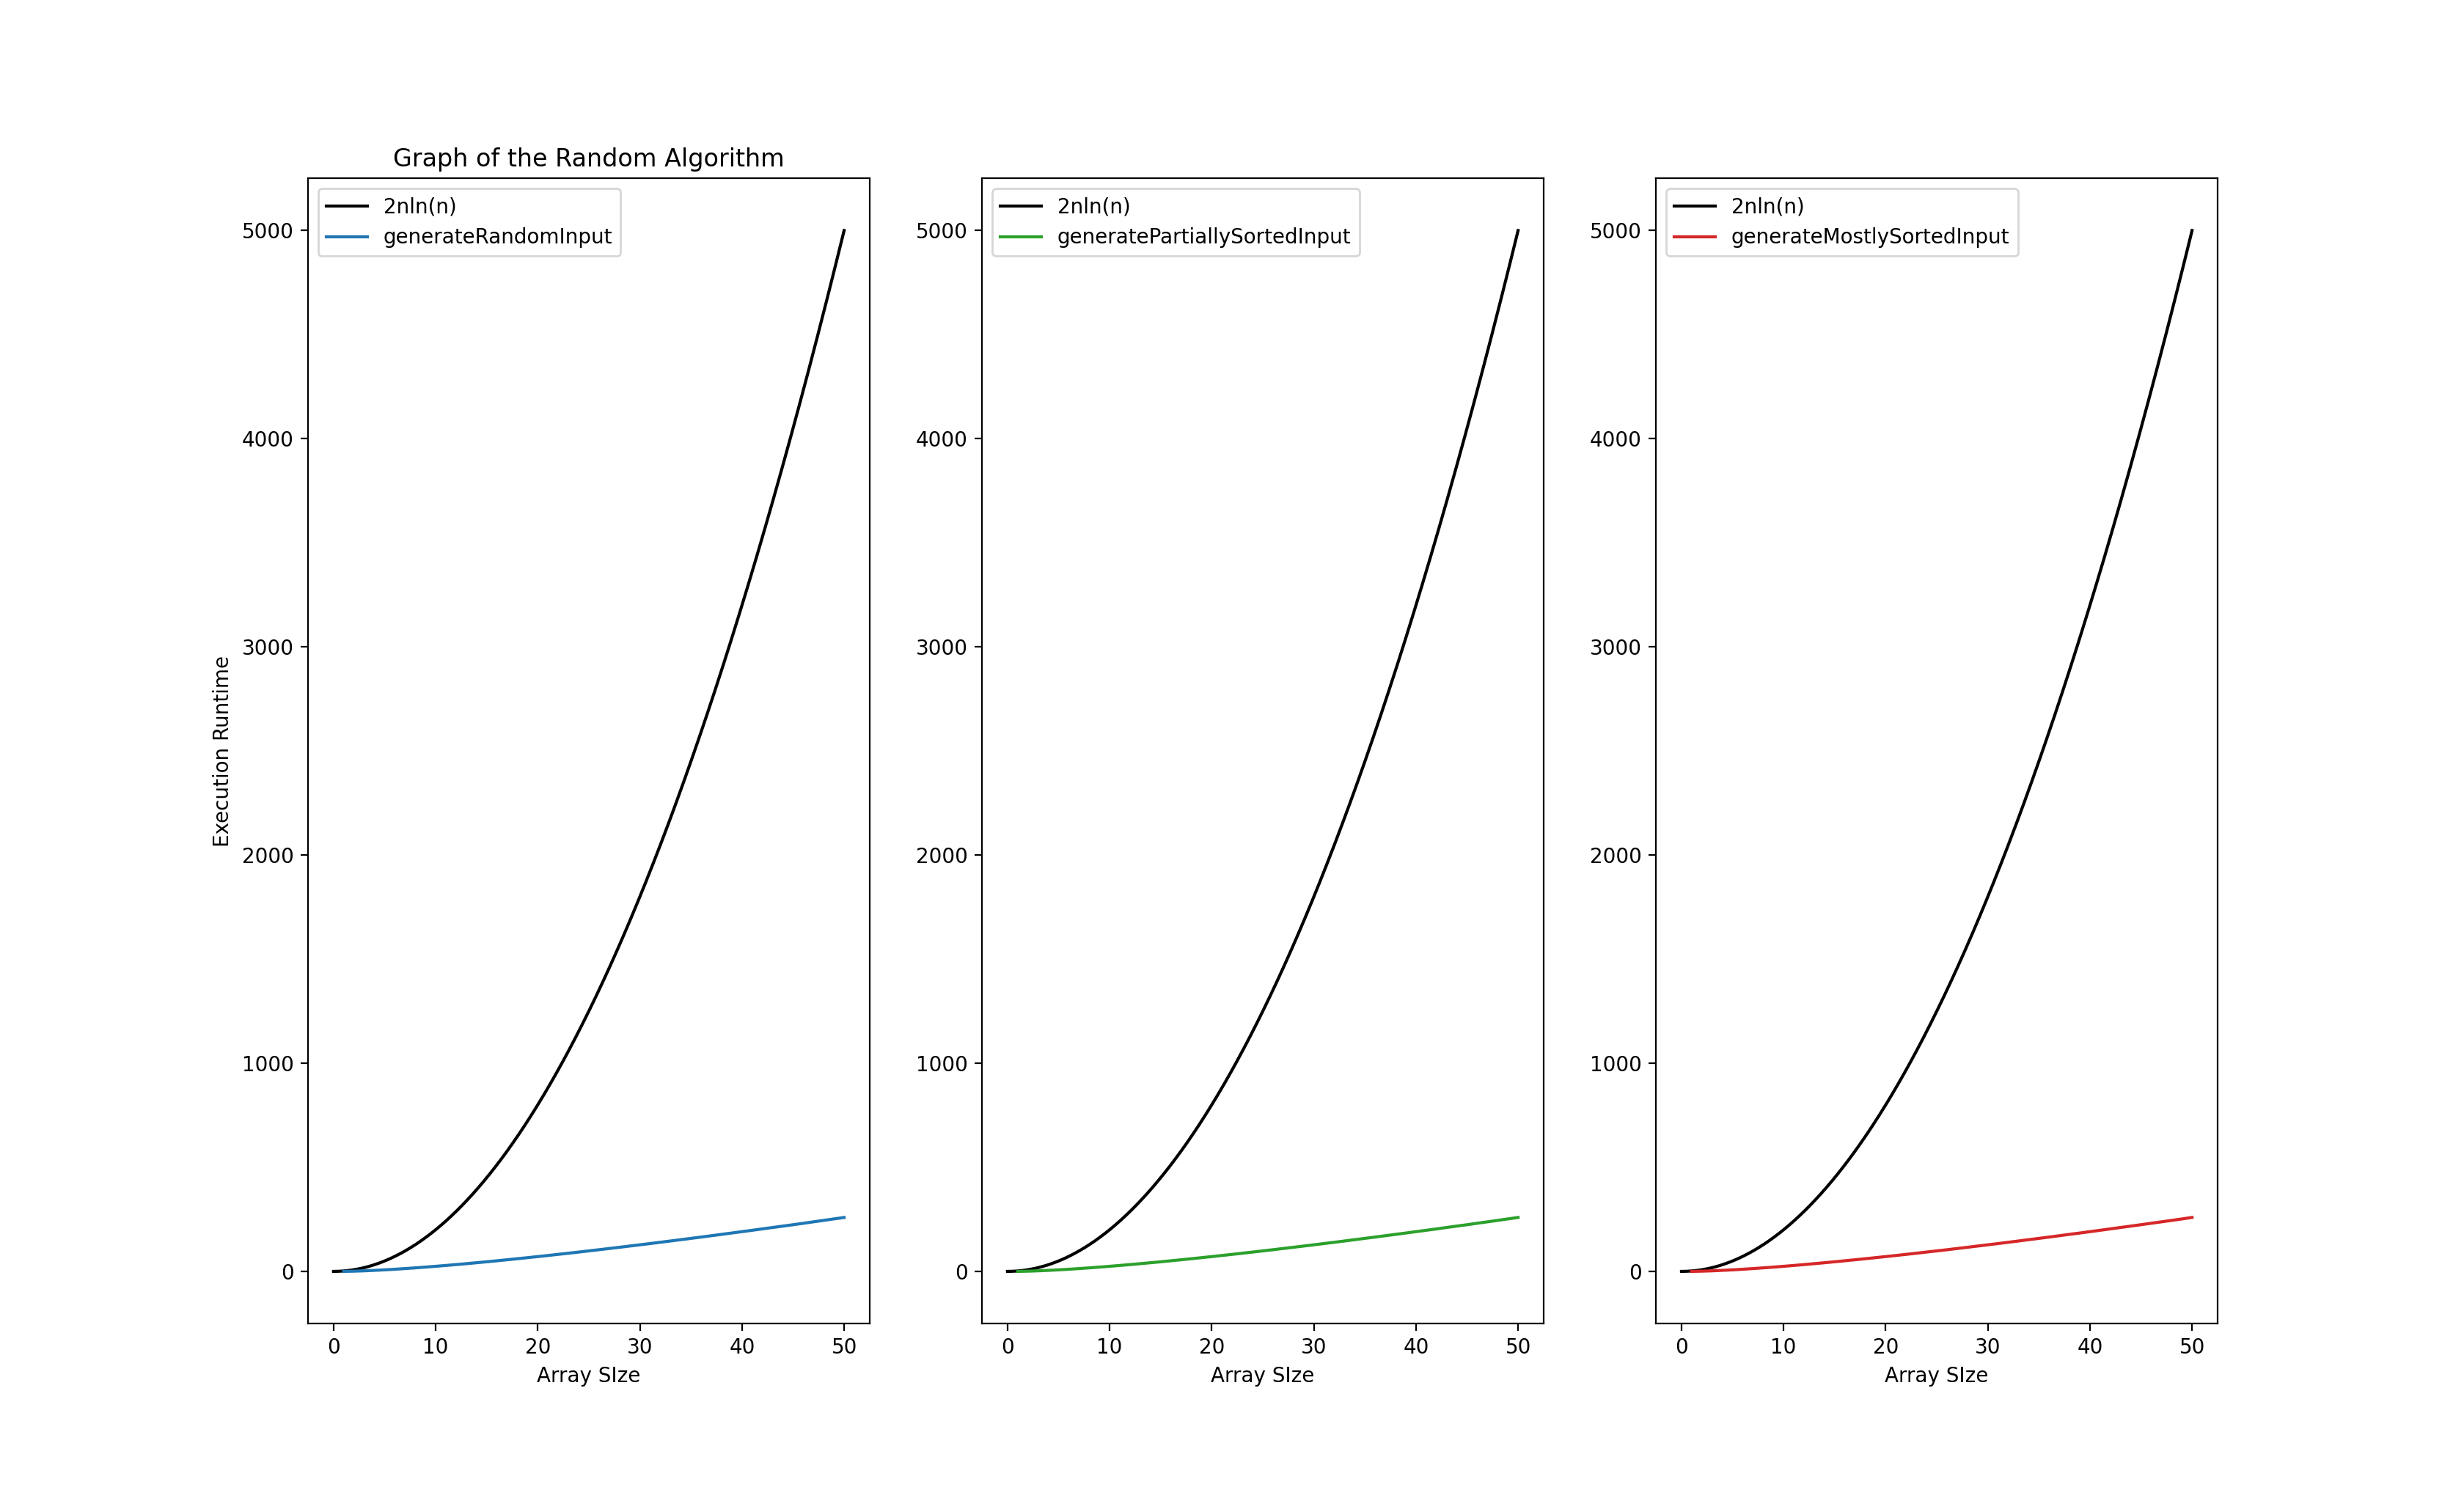 Graph of the Random Algorithm
2nln(n)
generateRandomInput
5000
4000
3000
2000
1000
0
Execution Runtime
0 10 20 30 40 50
Array SIze
2nln(n)
generatePartiallySortedInput
5000
4000
3000
2000
1000
0
0 10 20 30 40 50
Array SIze
2nln(n)
generateMostlySortedInput
5000
4000
3000
2000
1000
0
0 10 20 30 40 50
Array SIze